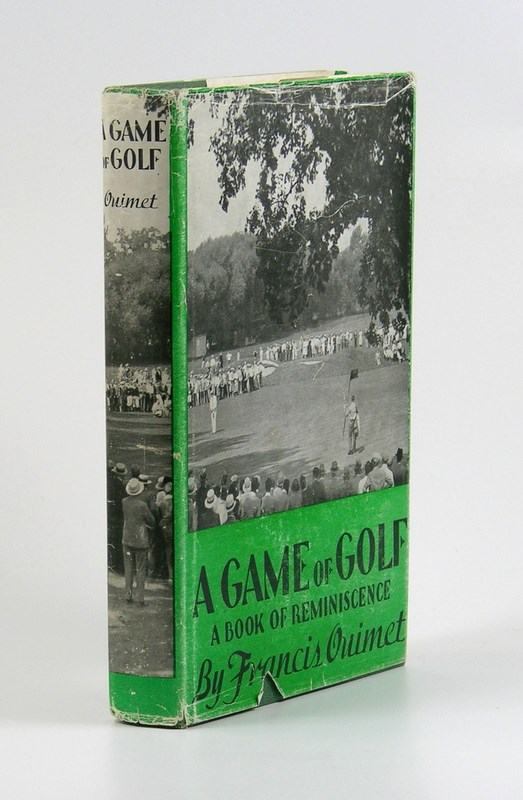 A GAME
OF GOLF
Ouimet
A GAME OF GOLF
A BOOK OF REMINISCENCE
By Francis Ouimet